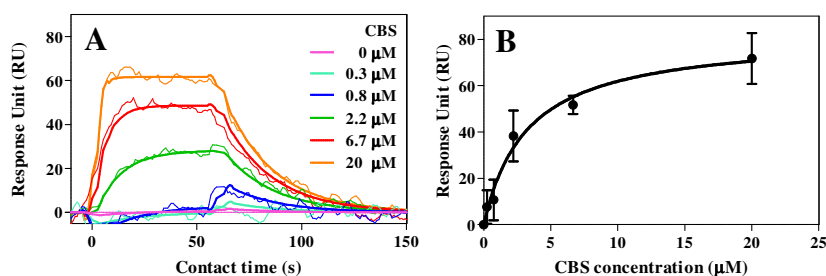 A
CBS
0 μM
0.3 μM
0.8 μM
2.2 μM
6.7 μM
20 μM
Response Unit (RU)
80
60
40
20
0
0
50
100
150
Contact time (s)
B
Response Unit (RU)
100
80
60
40
20
0
0
5
10
15
20
25
CBS concentration (μM)